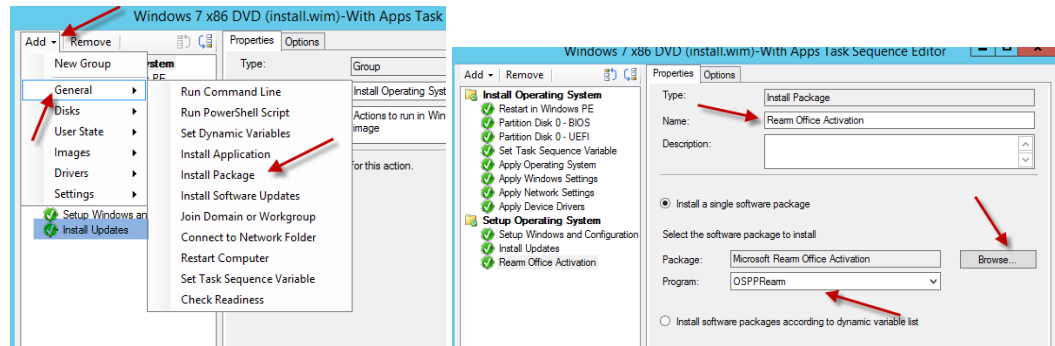 Windows 7 x86 DVD (install.wim)-With Apps Task
Add Remove
Properties Options
New Group
General
Disks
User State
Images
Drivers
Settings
Setup Windows an
Install Updates
stem
PE
Type: Group
Install Operating Syst
Actions to run in Win
image
for this action.
Run Command Line
Run PowerShell Script
Set Dynamic Variables
Install Application
Install Package
Install Software Updates
Join Domain or Workgroup
Connect to Network Folder
Restart Computer
Set Task Sequence Variable
Check Readiness
Windows 7 x86 DVD (install.wim)-With Apps Task Sequence Editor
Add Remove
Properties Options
Install Operating System
Restart in Windows PE
Partition Disk 0 - BIOS
Partition Disk 0 - UEFI
Set Task Sequence Variable
Apply Operating System
Apply Windows Settings
Apply Network Settings
Apply Device Drivers
Setup Operating System
Setup Windows and Configuration
Install Updates
Rearm Office Activation
Type: Install Package
Name: Rearm Office Activation
Description:
Install a single software package
Select the software package to install
Package: Microsoft Rearm Office Activation Browse...
Program: OSPPRearm
Install software packages according to dynamic variable list